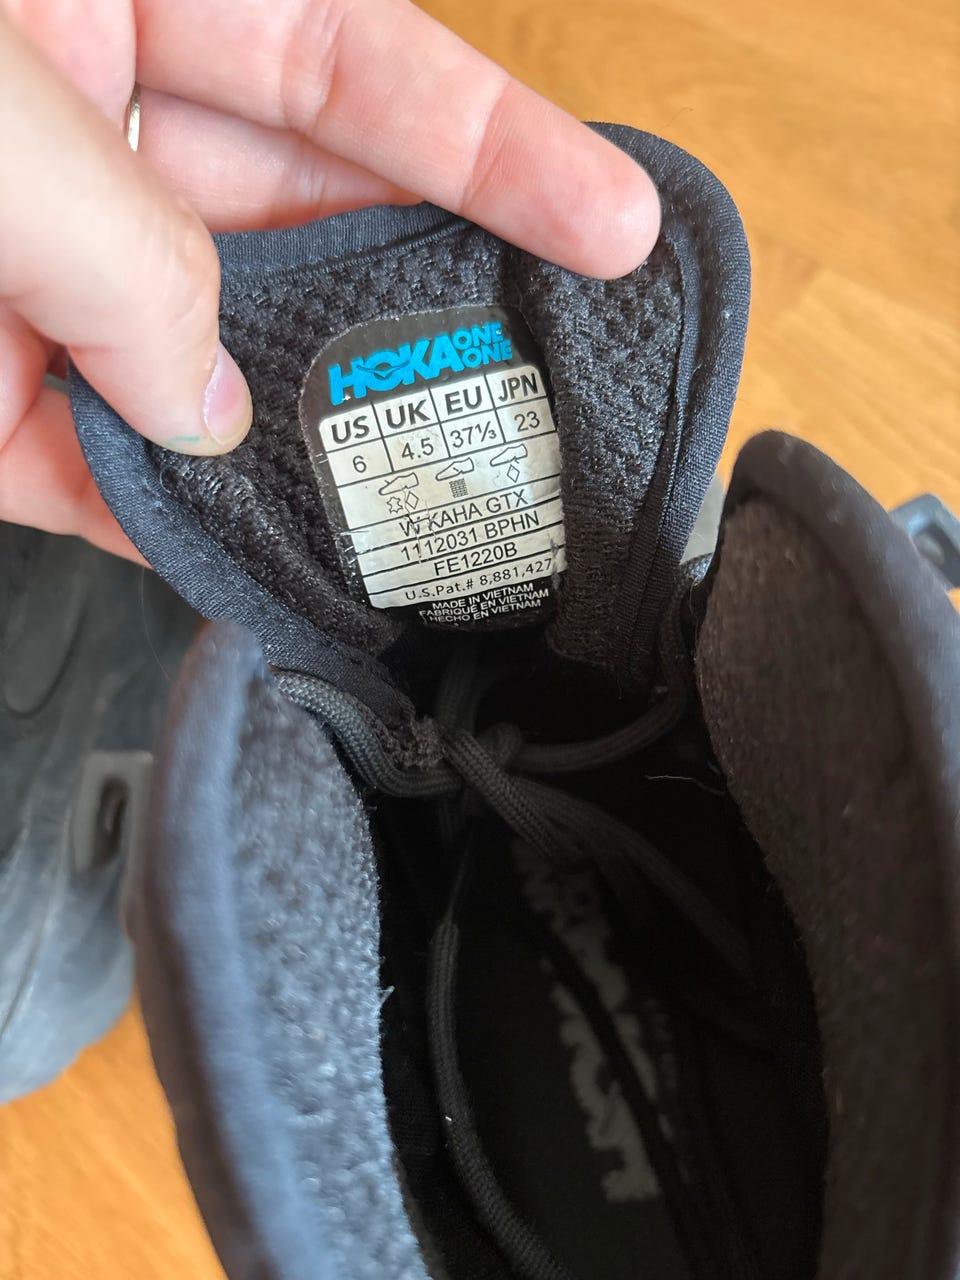 HOKA ONE ONE
US UK EU JPN
6 4.5 37⅓ 23
W KAHA GTX
1112031 BPHN
FE1220B
U.S.Pat.# 8,881,427
MADE IN VIETNAM
FABRIQUÉ EN VIETNAM
HECHO EN VIETNAM